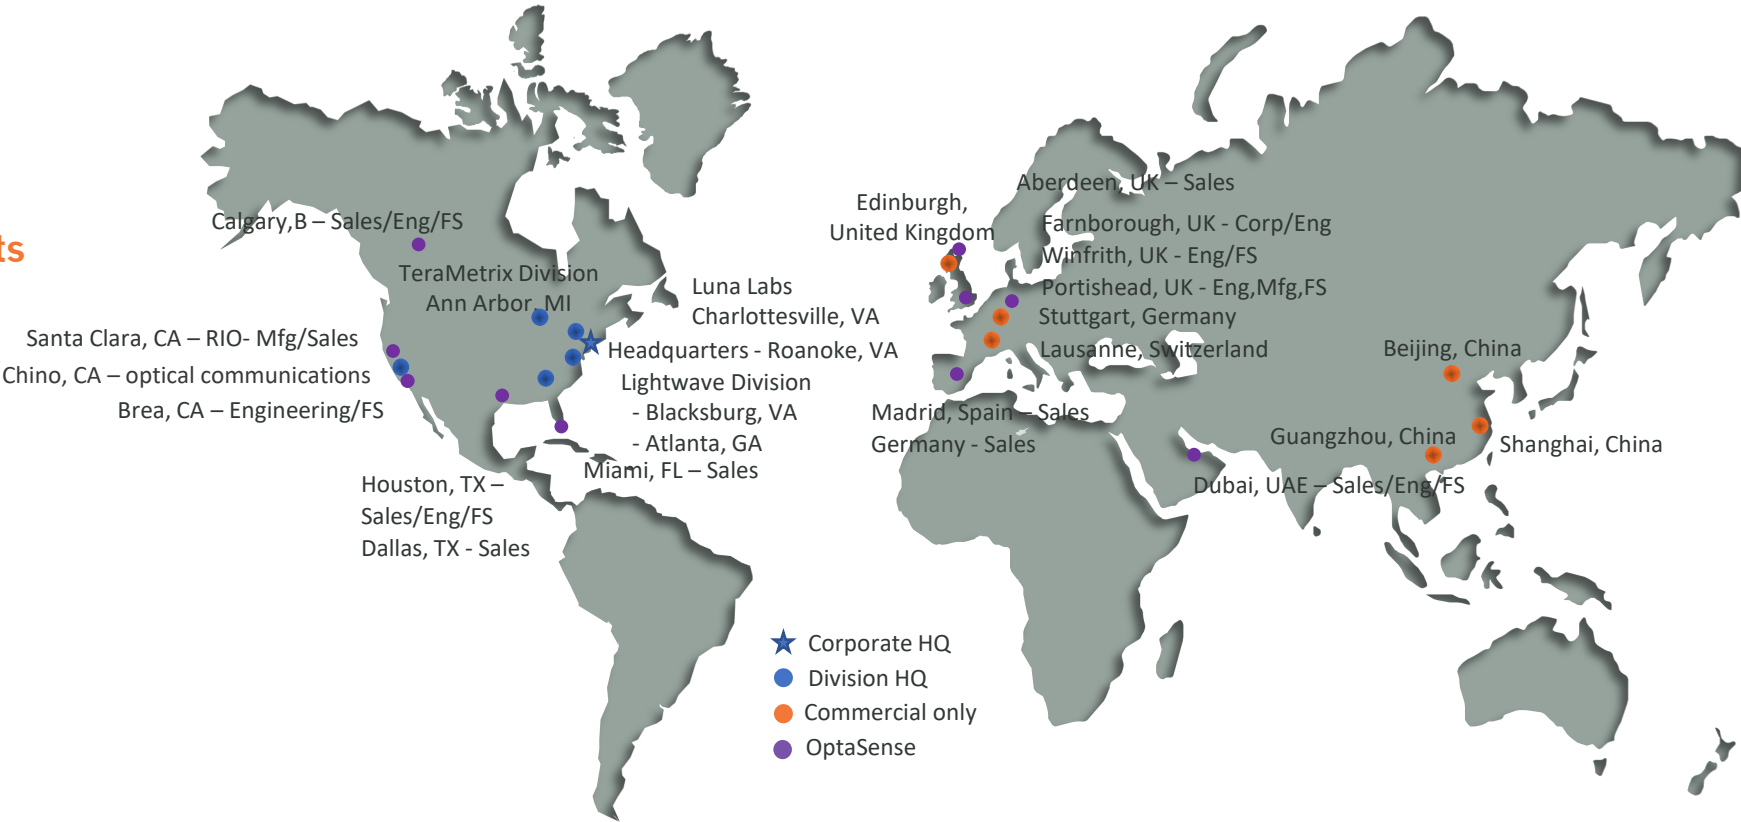 ts
Calgary,B – Sales/Eng/FS
TeraMetrix Division
Ann Arbor, MI
Luna Labs
Charlottesville, VA
Santa Clara, CA – RIO- Mfg/Sales
Headquarters - Roanoke, VA
Chino, CA – optical communications
Lightwave Division
Brea, CA – Engineering/FS
- Blacksburg, VA
- Atlanta, GA
Miami, FL – Sales
Houston, TX –
Sales/Eng/FS
Dallas, TX - Sales
Edinburgh,
United Kingdom
Aberdeen, UK – Sales
Farnborough, UK - Corp/Eng
Winfrith, UK - Eng/FS
Portishead, UK - Eng,Mfg,FS
Stuttgart, Germany
Lausanne, Switzerland
Madrid, Spain – Sales
Germany - Sales
Beijing, China
Guangzhou, China
Shanghai, China
Dubai, UAE – Sales/Eng/FS
Corporate HQ
Division HQ
Commercial only
OptaSense